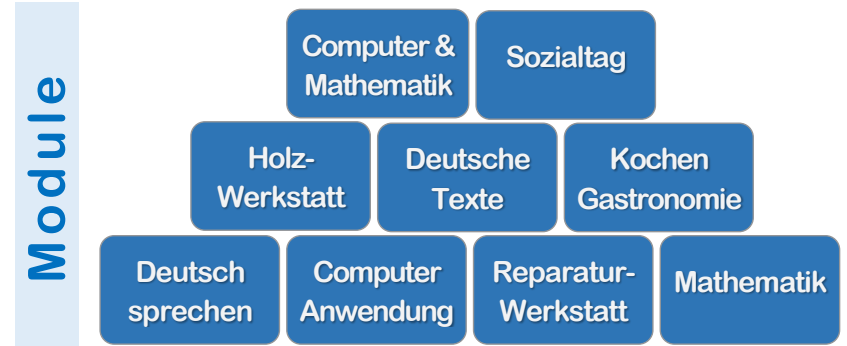 Module
Computer &
Mathematik
Sozialtag
Holz-
Werkstatt
Deutsche
Texte
Kochen
Gastronomie
Deutsch
sprechen
Computer
Anwendung
Reparatur-
Werkstatt
Mathematik